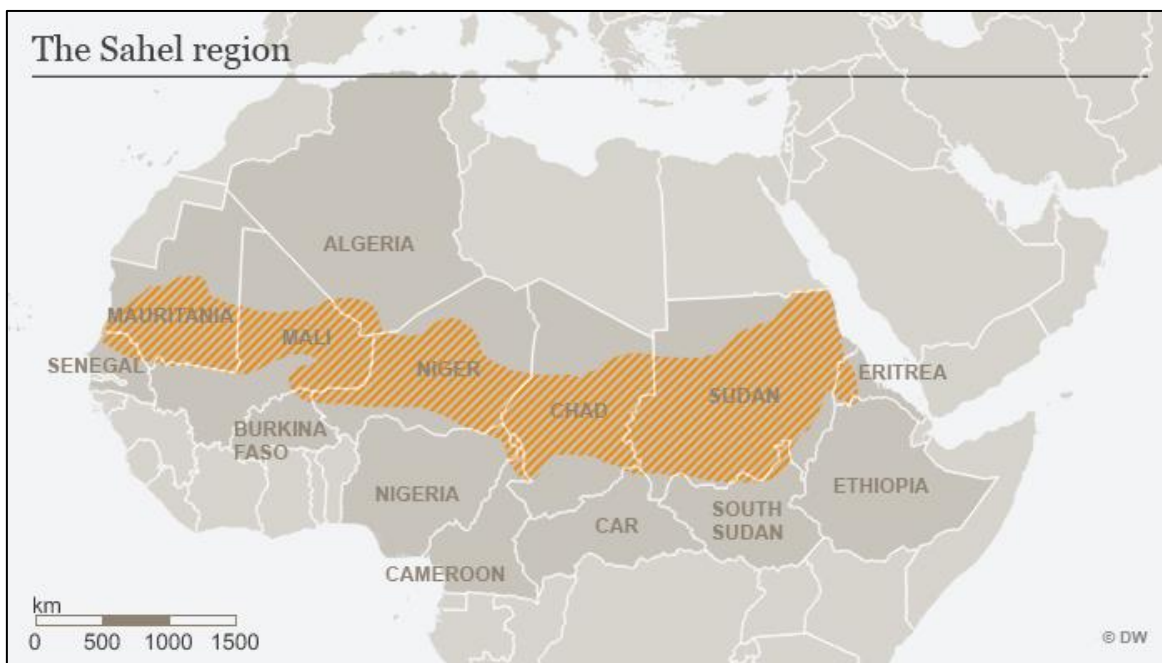 The Sahel region
ALGERIA
MAURITANIA
MALI
SENEGAL
NIGER
ERITREA
CHAD
SUDAN
BURKINA
FASO
NIGERIA
ETHIOPIA
CAR
SOUTH
SUDAN
CAMEROON
km
0 500 1000 1500
© DW